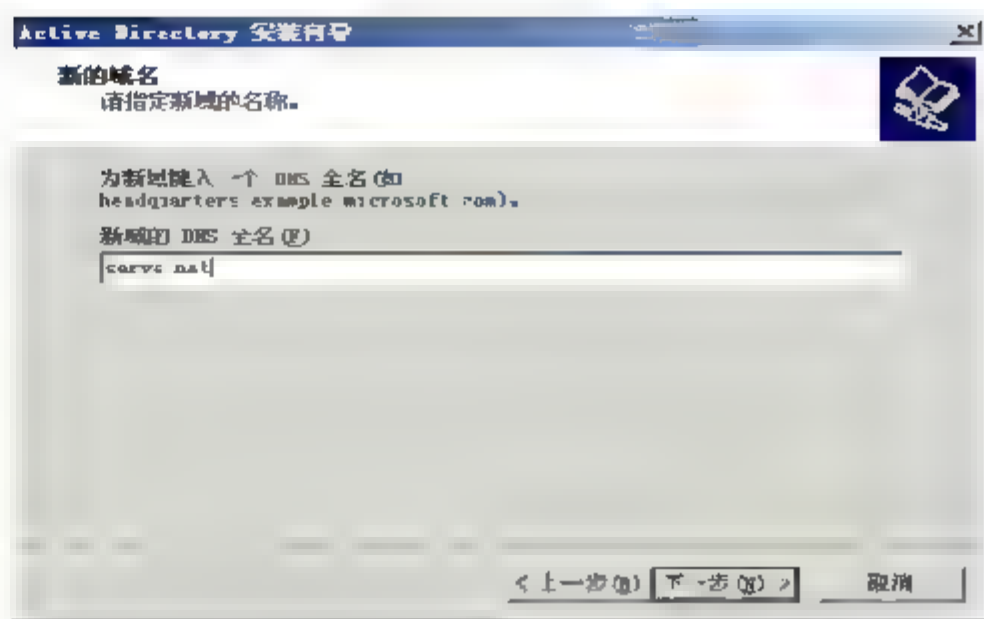 Active Directory 安装向导
新的域名
请指定新域的名称。
为新域键入一个 DNS 全名(如
headquarters.example.microsoft.com)。
新域的 DNS 全名(F)
< 上一步(B)
下一步(N) >
取消